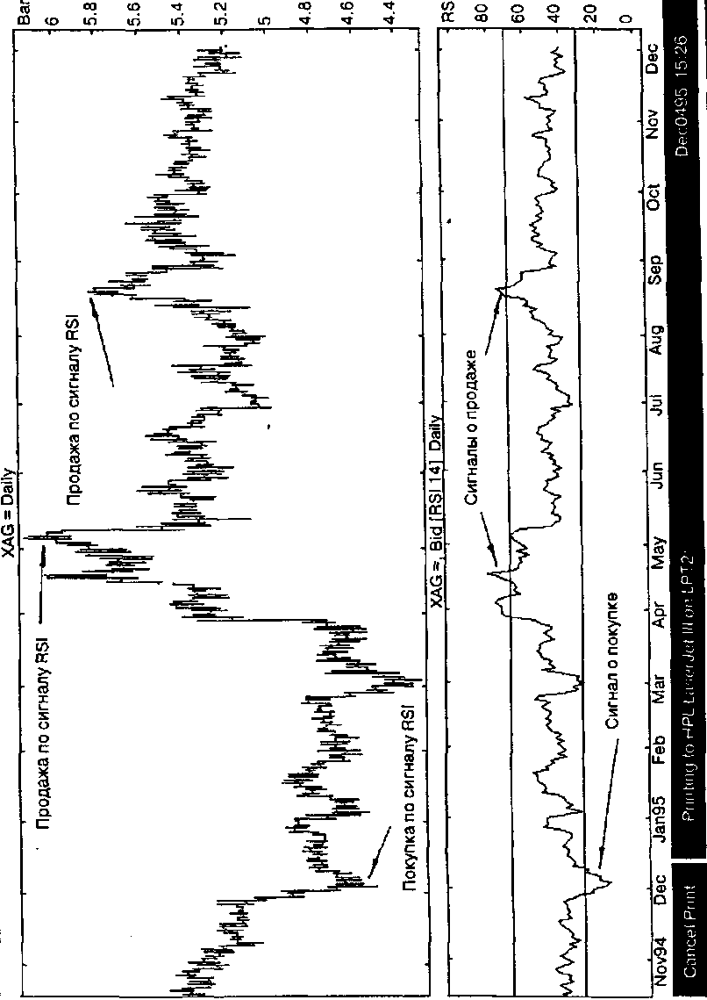 XAG = Daily
Bar
6
5.8
5.6
5.4
5.2
5
4.8
4.6
4.4
Продажа по сигналу RSI
Продажа по сигналу RSI
Покупка по сигналу RSI
XAG =, Bid [RSI 14] Daily
RS
80
60
40
20
0
Сигналы о продаже
Сигнал о покупке
Nov94 Dec Jan95 Feb Mar Apr May Jun Jul Aug Sep Oct Nov Dec
Cancel Print
Printing to HPLaserJet III on LPT2:
Dec0495 15:26